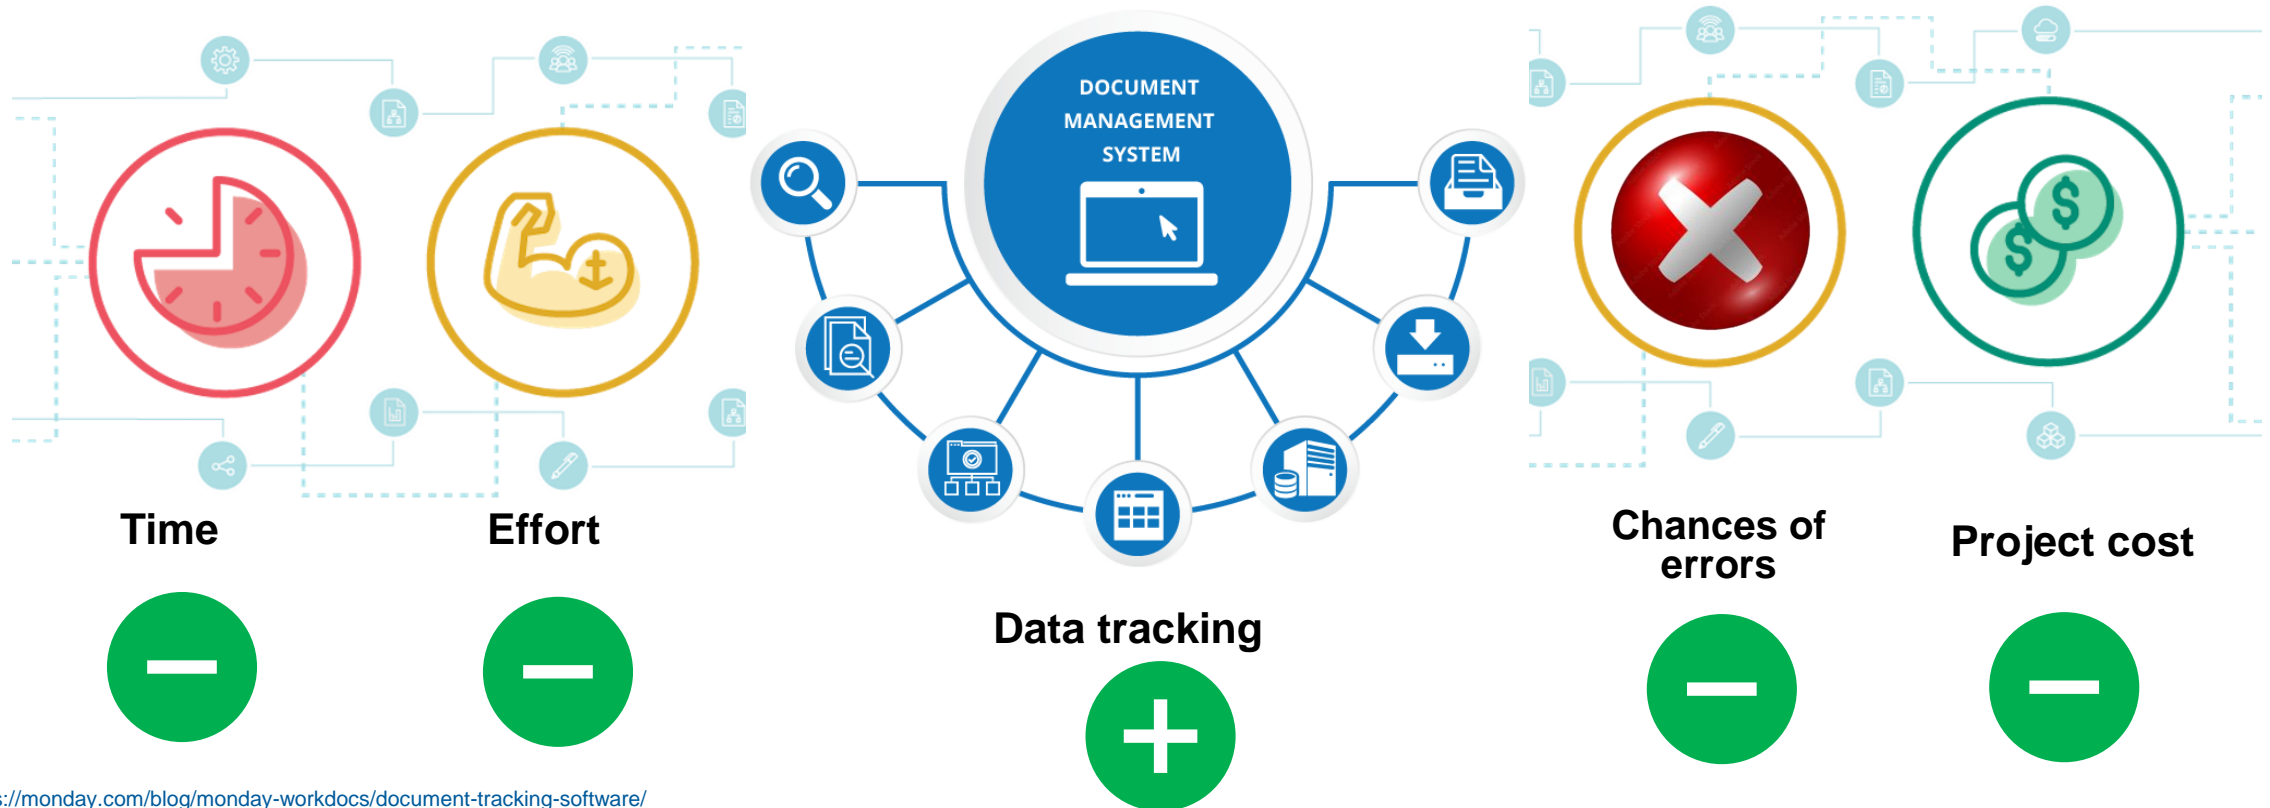 DOCUMENT
MANAGEMENT
SYSTEM
Time
Effort
Data tracking
Chances of
errors
Project cost
s://monday.com/blog/monday-workdocs/document-tracking-software/